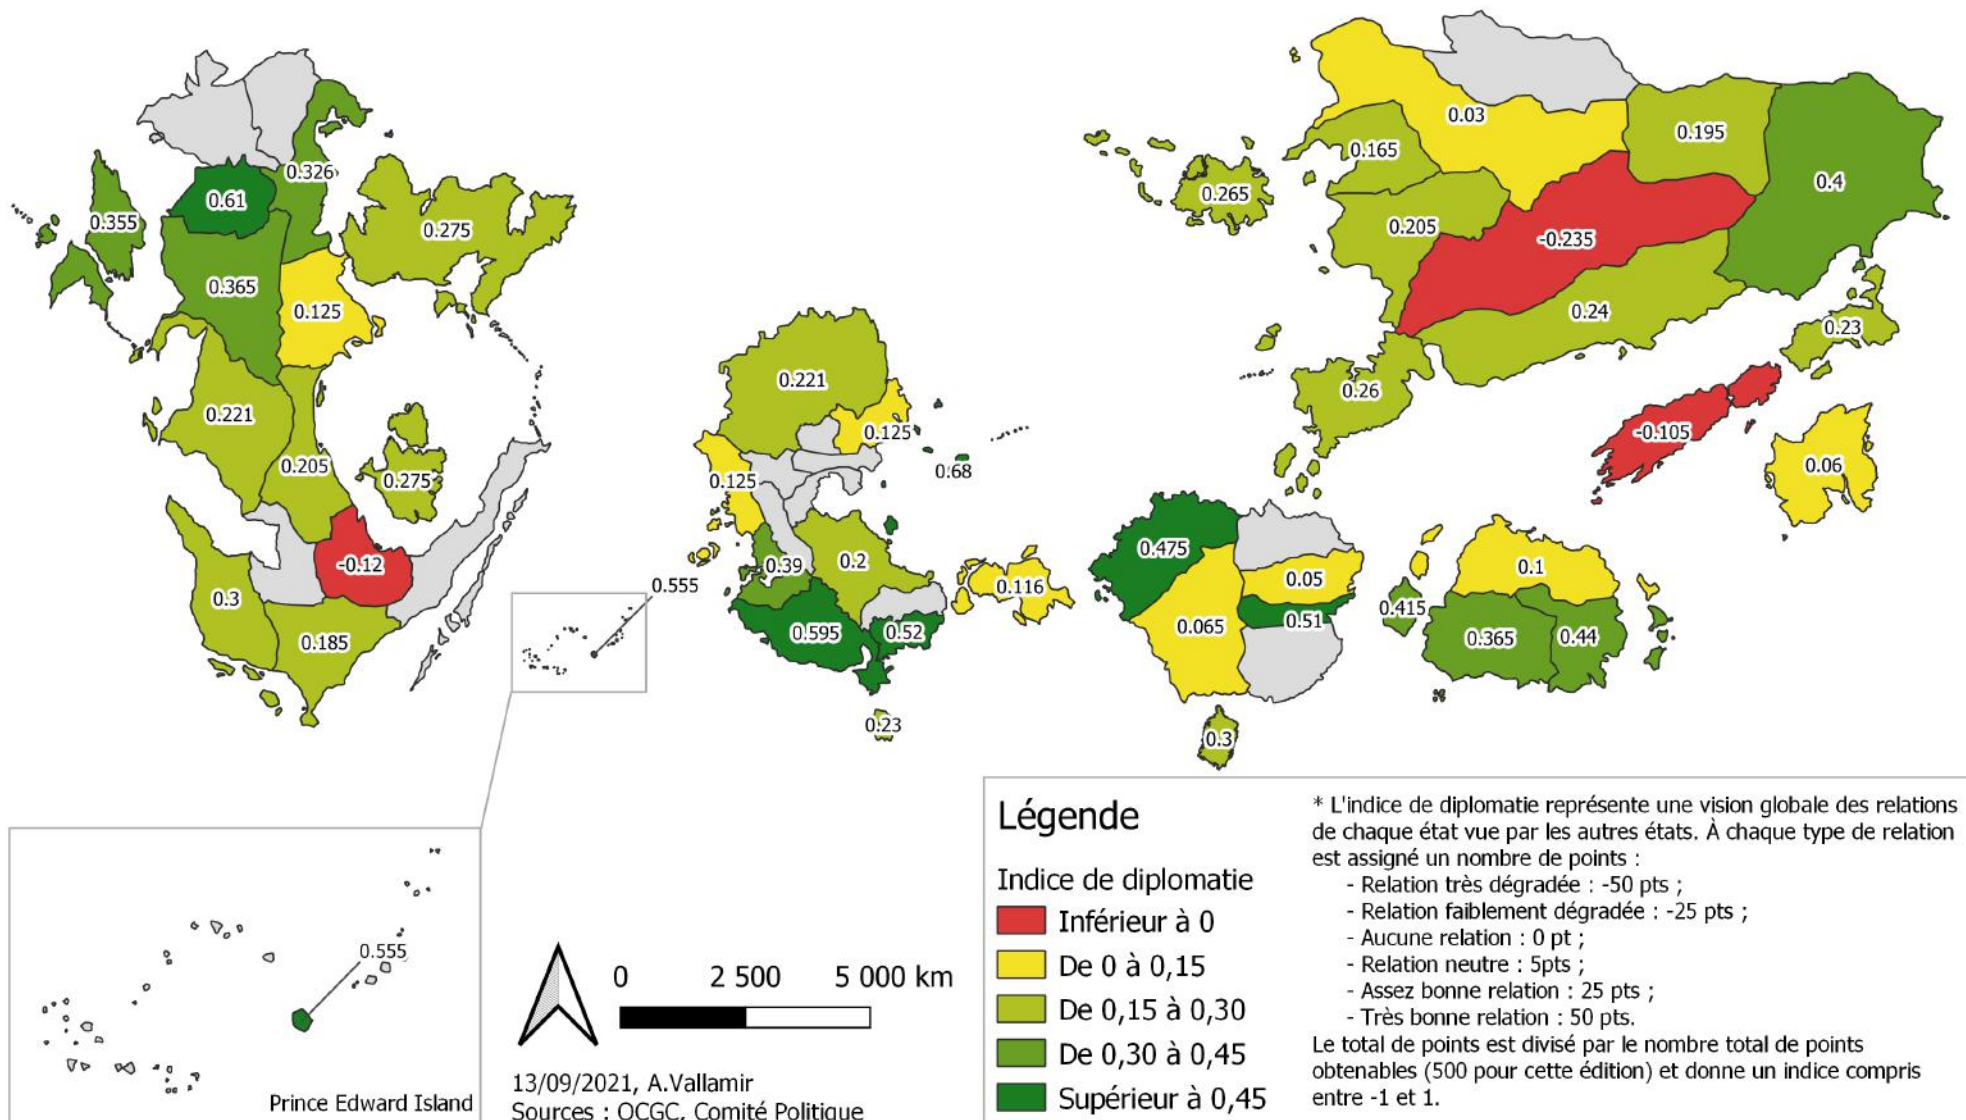 0.03
0.195
0.326
0.165
0.61
0.4
0.355
0.265
0.275
0.205
-0.235
0.365
0.125
0.24
0.23
0.221
0.26
0.221
0.125
-0.105
0.205
0.06
0.275
0.125
0.68
0.475
-0.12
0.39
0.2
0.1
0.05
0.555
0.116
0.3
0.415
0.51
0.065
0.595
0.52
0.365
0.44
0.185
0.23
0.3
0.555
Prince Edward Island
0 2 500 5 000 km
13/09/2021, A.Vallamir
Sources : OCGC, Comité Politique
Légende
Indice de diplomatie
Inférieur à 0
De 0 à 0,15
De 0,15 à 0,30
De 0,30 à 0,45
Supérieur à 0,45
* L'indice de diplomatie représente une vision globale des relations
de chaque état vue par les autres états. À chaque type de relation
est assigné un nombre de points :
- Relation très dégradée : -50 pts ;
- Relation faiblement dégradée : -25 pts ;
- Aucune relation : 0 pt ;
- Relation neutre : 5pts ;
- Assez bonne relation : 25 pts ;
- Très bonne relation : 50 pts.
Le total de points est divisé par le nombre total de points
obtenables (500 pour cette édition) et donne un indice compris
entre -1 et 1.